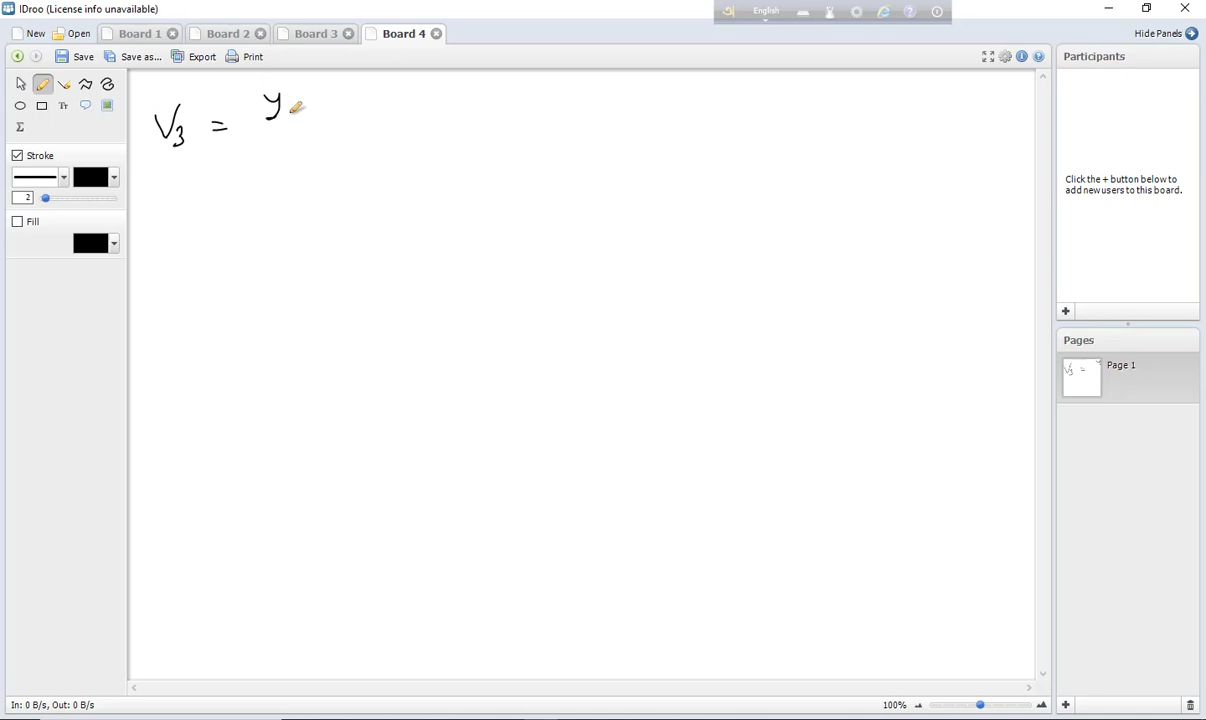 IDroo (License info unavailable)
English
New Open Board 1 Board 2 Board 3 Board 4 Hide Panels
Save Save as... Export Print
Participants
V₃ = y
Tr
Σ
Stroke
2
Fill
Click the + button below to
add new users to this board.
Pages
V₃ = y
Page 1
In: 0 B/s, Out: 0 B/s
100%